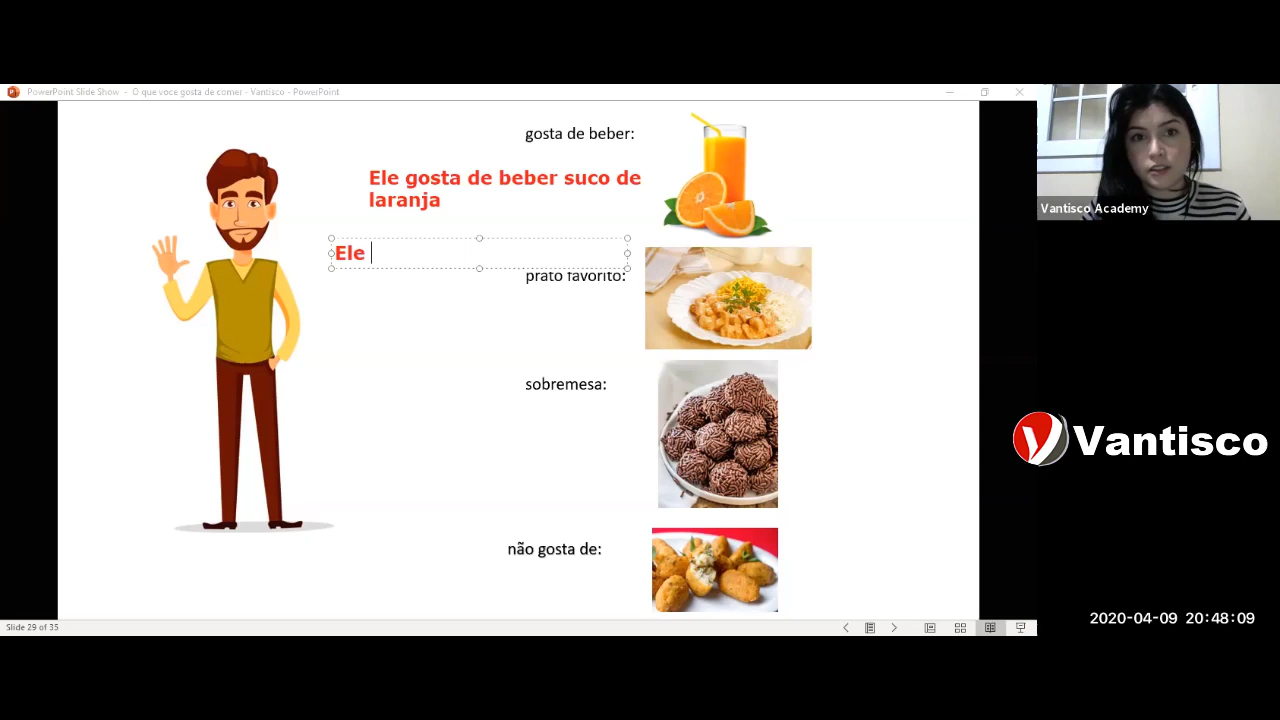 PowerPoint Slide Show - O que voce gosta de comer - Vantisco - PowerPoint
gosta de beber:
Ele gosta de beber suco de
laranja
Ele
prato favorito:
sobremesa:
não gosta de:
Slide 29 of 35
Vantisco Academy
Vantisco
2020-04-09 20:48:09